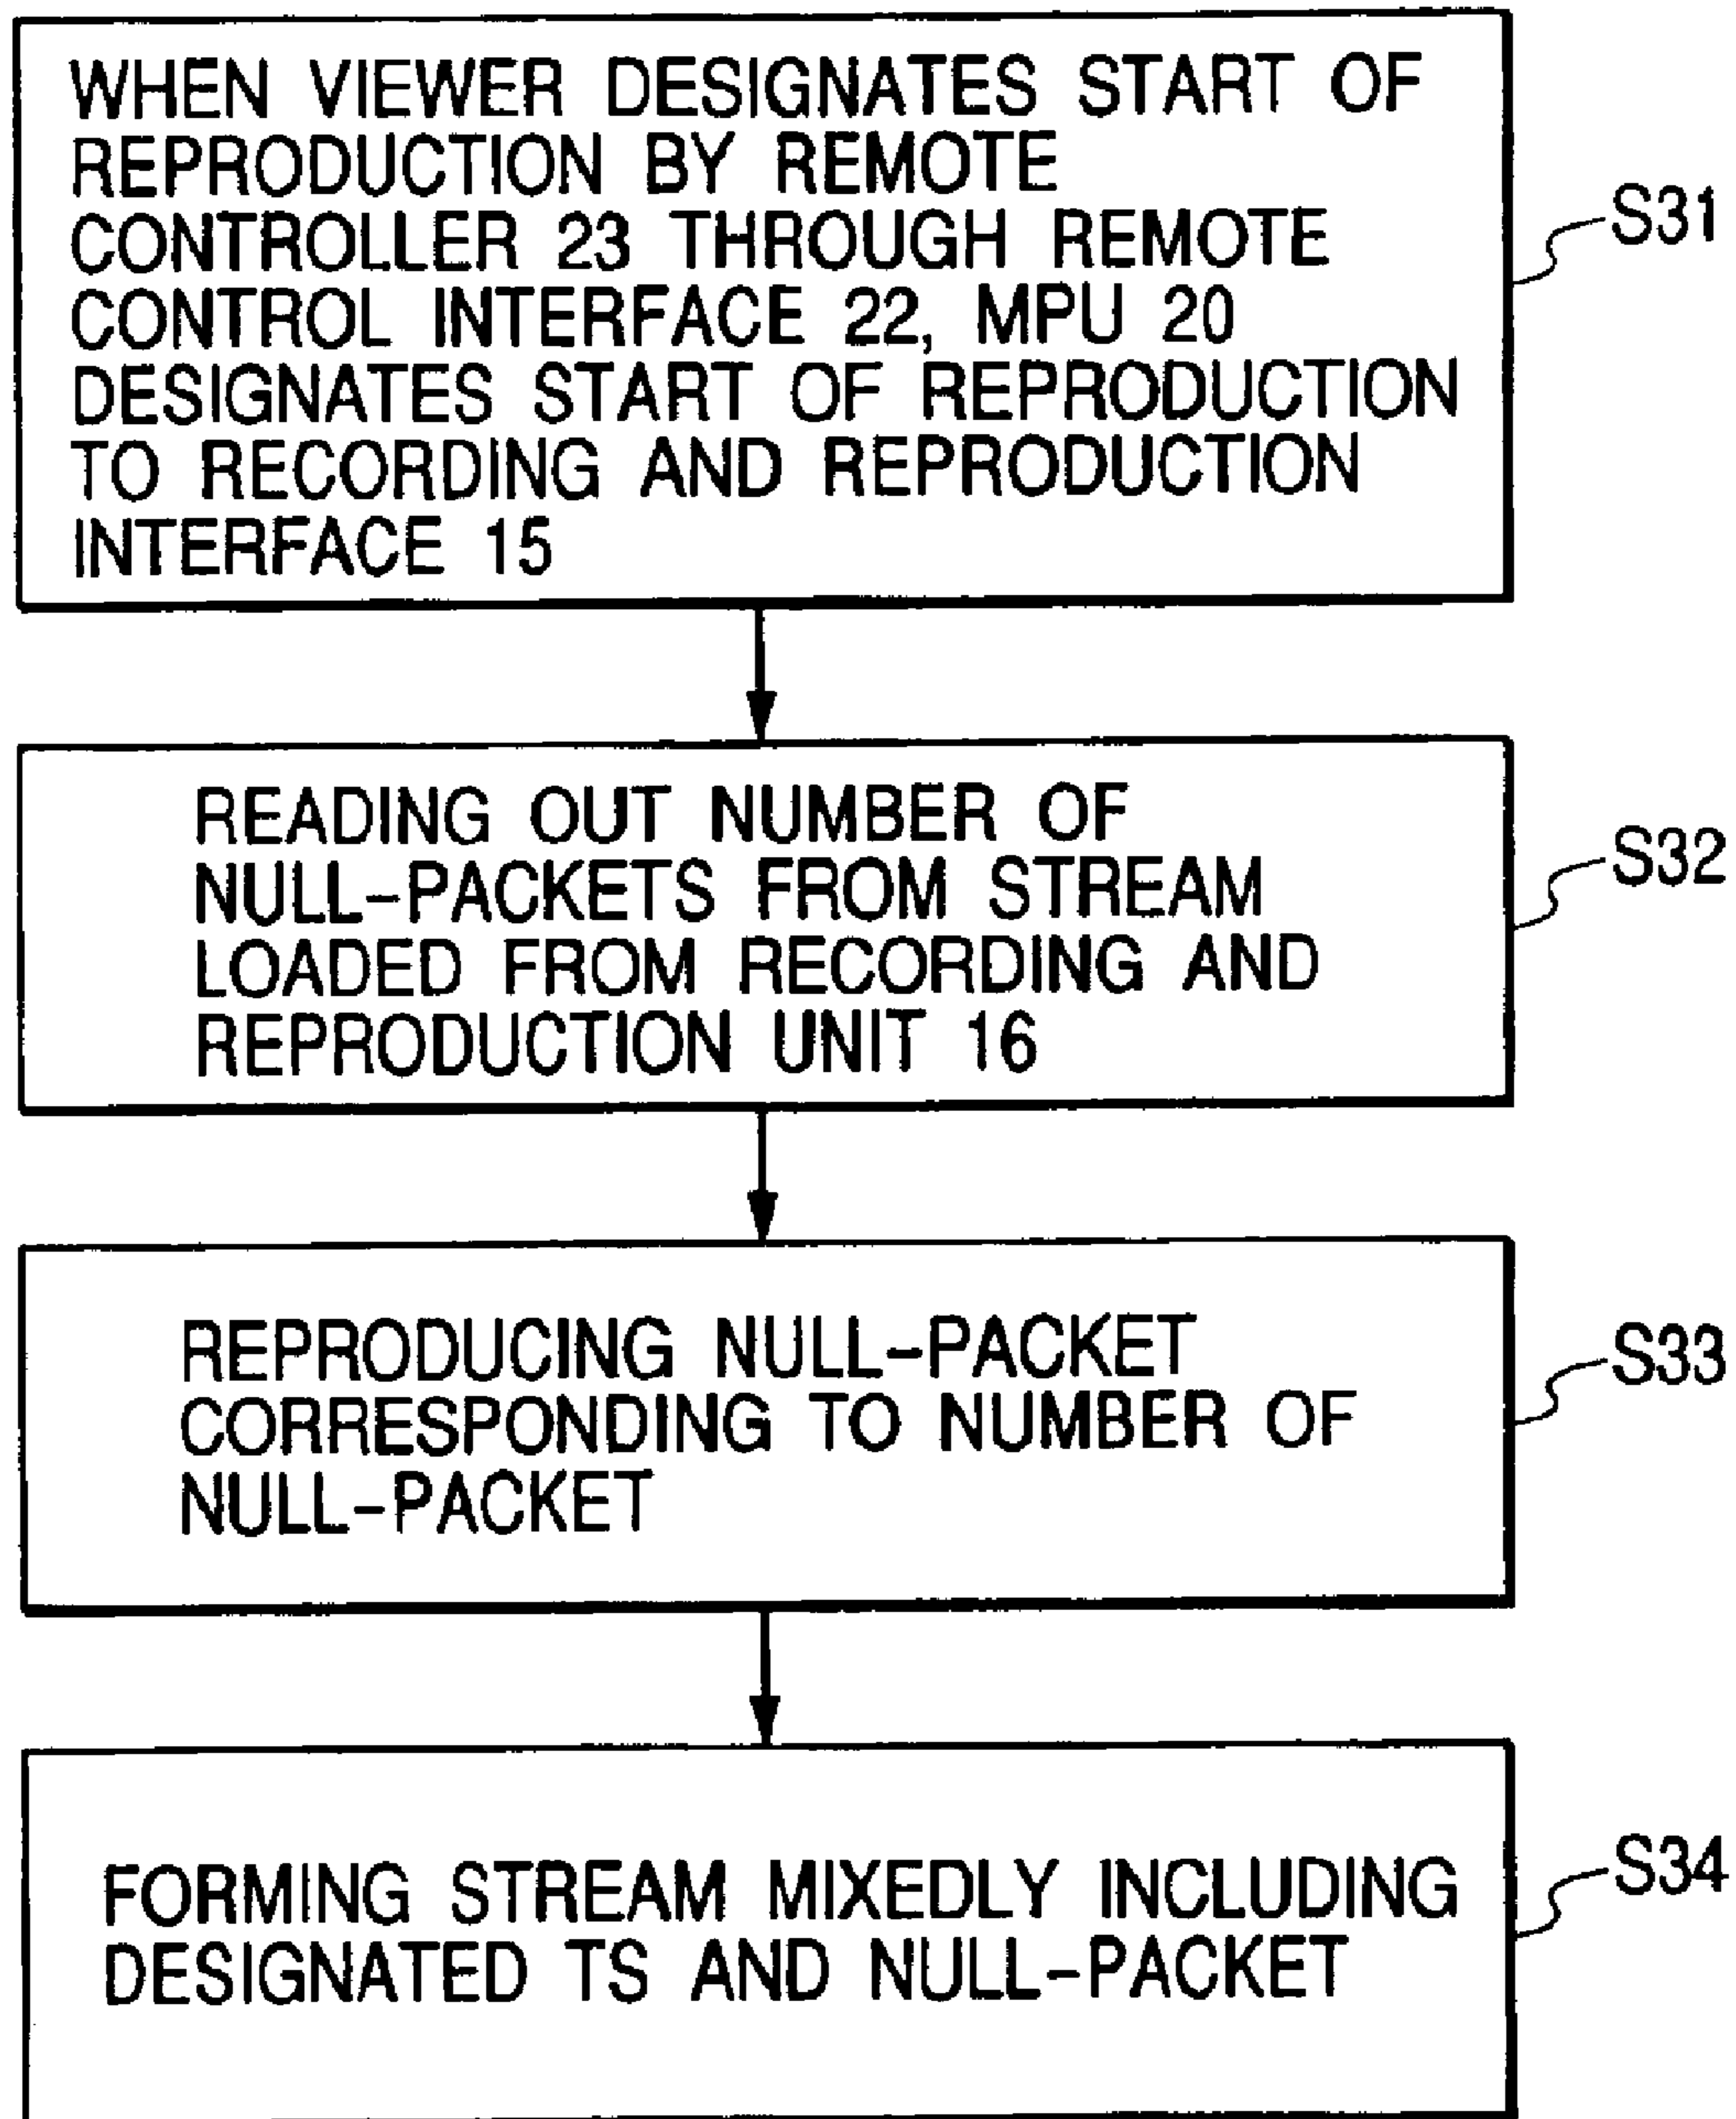 WHEN VIEWER DESIGNATES START OF
REPRODUCTION BY REMOTE
CONTROLLER 23 THROUGH REMOTE
CONTROL INTERFACE 22, MPU 20
DESIGNATES START OF REPRODUCTION
TO RECORDING AND REPRODUCTION
INTERFACE 15
S31
READING OUT NUMBER OF
NULL-PACKETS FROM STREAM
LOADED FROM RECORDING AND
REPRODUCTION UNIT 16
S32
REPRODUCING NULL-PACKET
CORRESPONDING TO NUMBER OF
NULL-PACKET
S33
FORMING STREAM MIXEDLY INCLUDING
DESIGNATED TS AND NULL-PACKET
S34